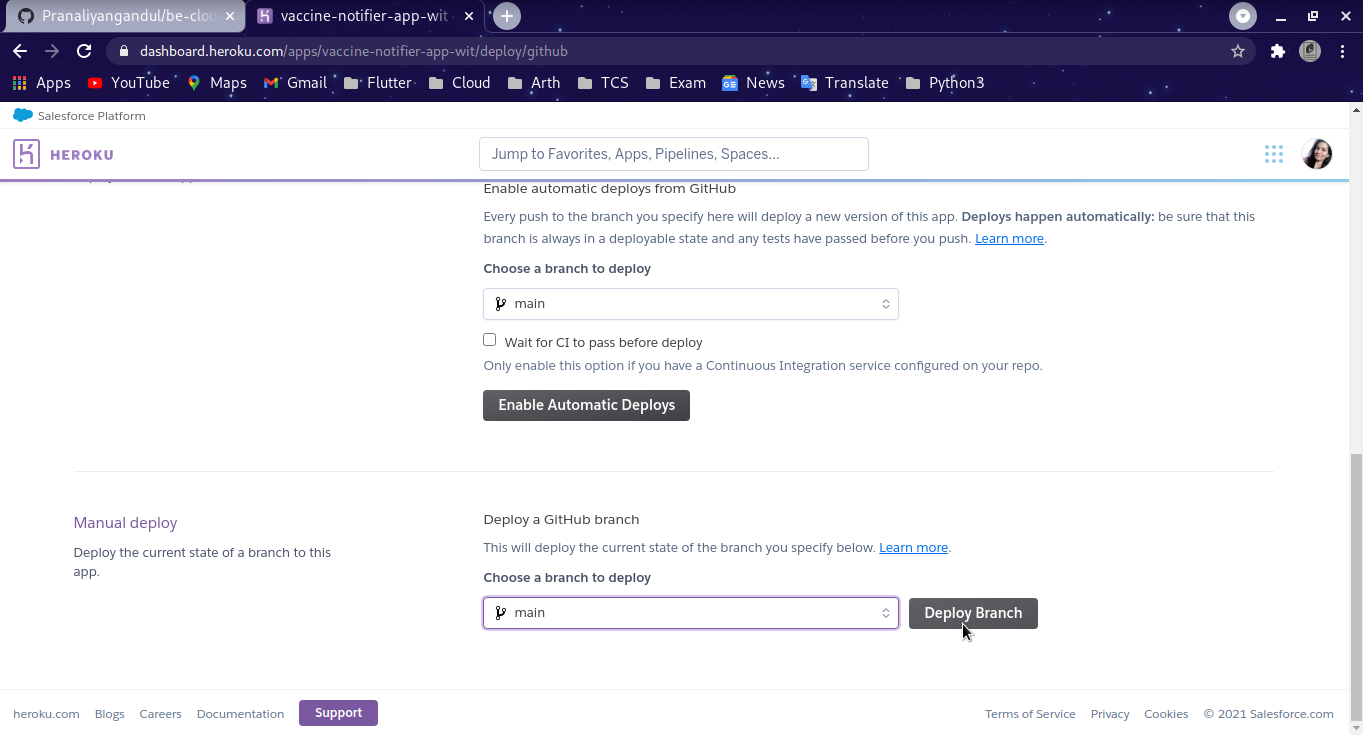 Pranaliyangandul/be-clou
vaccine-notifier-app-wit
dashboard.heroku.com/apps/vaccine-notifier-app-wit/deploy/github
Apps YouTube Maps Gmail Flutter Cloud Arth TCS Exam News Translate Python3
Salesforce Platform
HEROKU
Jump to Favorites, Apps, Pipelines, Spaces...
Enable automatic deploys from GitHub
Every push to the branch you specify here will deploy a new version of this app. Deploys happen automatically: be sure that this
branch is always in a deployable state and any tests have passed before you push. Learn more.
Choose a branch to deploy
main
Wait for CI to pass before deploy
Only enable this option if you have a Continuous Integration service configured on your repo.
Enable Automatic Deploys
Manual deploy
Deploy the current state of a branch to this
app.
Deploy a GitHub branch
This will deploy the current state of the branch you specify below. Learn more.
Choose a branch to deploy
main
Deploy Branch
heroku.com Blogs Careers Documentation Support
Terms of Service Privacy Cookies © 2021 Salesforce.com